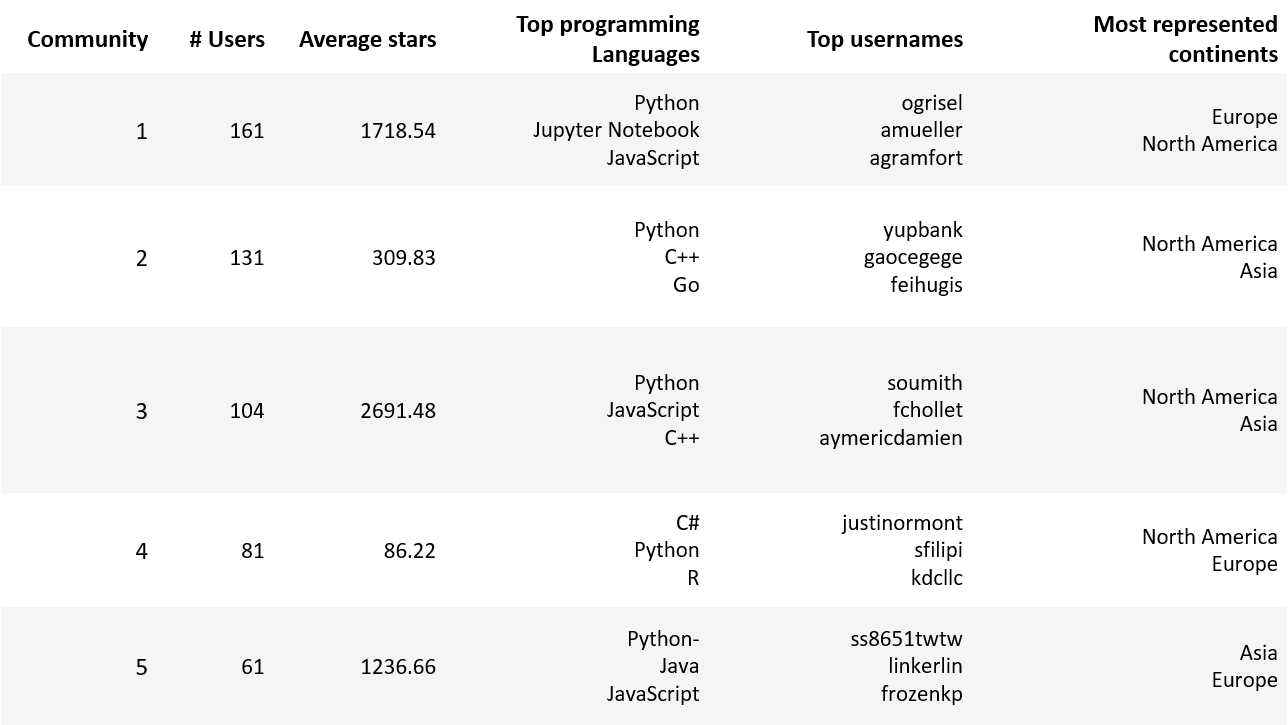 Community # Users Average stars Top programming Languages Top usernames Most represented continents
Python ogrisel
1 161 1718.54 Jupyter Notebook amueller Europe
JavaScript agramfort North America
Python yupbank
2 131 309.83 C++ gaocegege North America
Go feihugis Asia
Python soumith
3 104 2691.48 JavaScript fchollet North America
C++ aymericdamien Asia
C# justinormont
4 81 86.22 Python sfilipi North America
R kdcllc Europe
Python- ss8651twtw
5 61 1236.66 Java linkerlin Asia
JavaScript frozenkp Europe